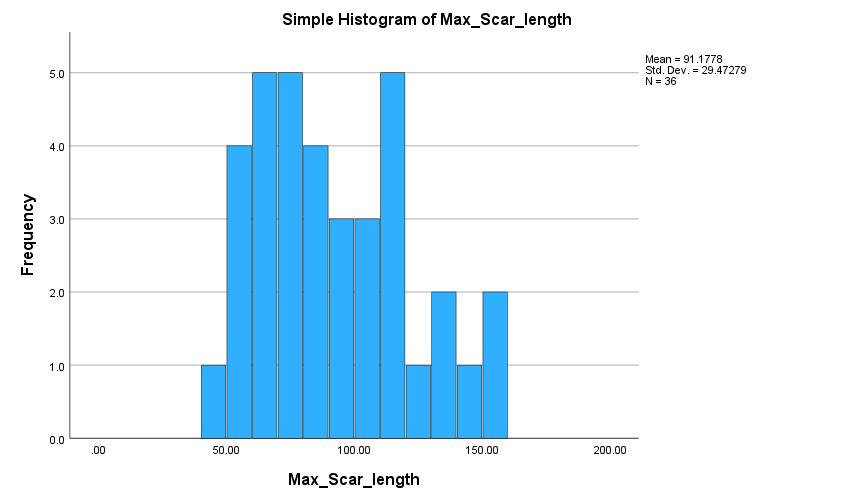 Simple Histogram of Max_Scar_length
Mean = 91.1778
Std. Dev. = 29.47279
N = 36
5.0
4.0
3.0
2.0
1.0
0.0
Frequency
.00
50.00
100.00
150.00
200.00
Max_Scar_length